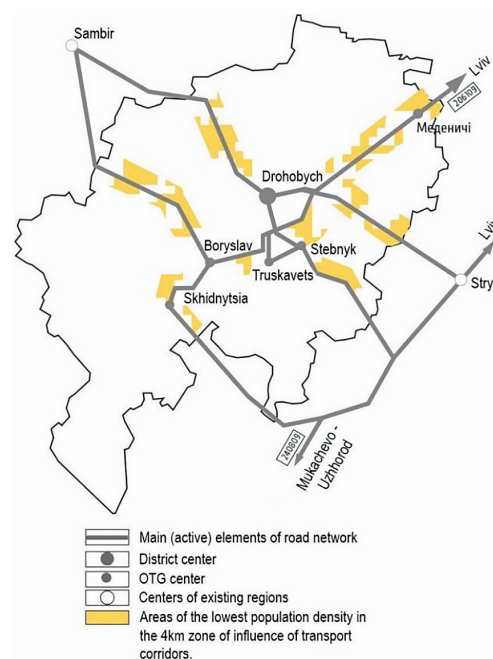 Sambir
Lviv
206109
Меденичі
Drohobych
Boryslav
Stebnyk
Truskavets
Lvi
Stry
Skhidnytsia
240809
Mukachevo -
Uzhhorod
Main (active) elements of road network
District center
OTG center
Centers of existing regions
Areas of the lowest population density in
the 4km zone of influence of transport
corridors.